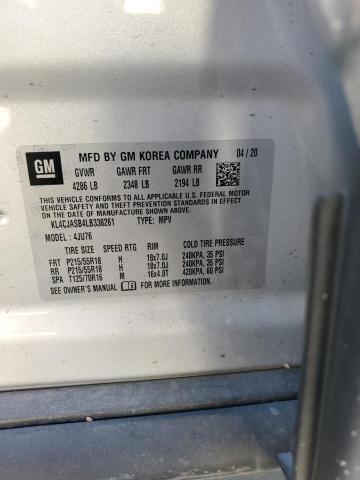 GM
MFD BY GM KOREA COMPANY 04 / 20
GVWR GAWR FRT GAWR RR
4286 LB 2348 LB 2194 LB
THIS VEHICLE CONFORMS TO ALL APPLICABLE U.S. FEDERAL MOTOR
VEHICLE SAFETY AND THEFT PREVENTION STANDARDS IN EFFECT ON
THE DATE OF MANUFACTURE SHOWN ABOVE.
KL4CJASB4LB338261 TYPE: MPV
MODEL: 4JU76
TIRE SIZE SPEED RTG RIM COLD TIRE PRESSURE
FRT P215/55R18 H 18x7.0J 240KPA, 35 PSI
RR P215/55R18 H 18x7.0J 240KPA, 35 PSI
SPA T125/70R16 M 16x4.0T 420KPA, 60 PSI
SEE OWNER'S MANUAL FOR MORE INFORMATION.